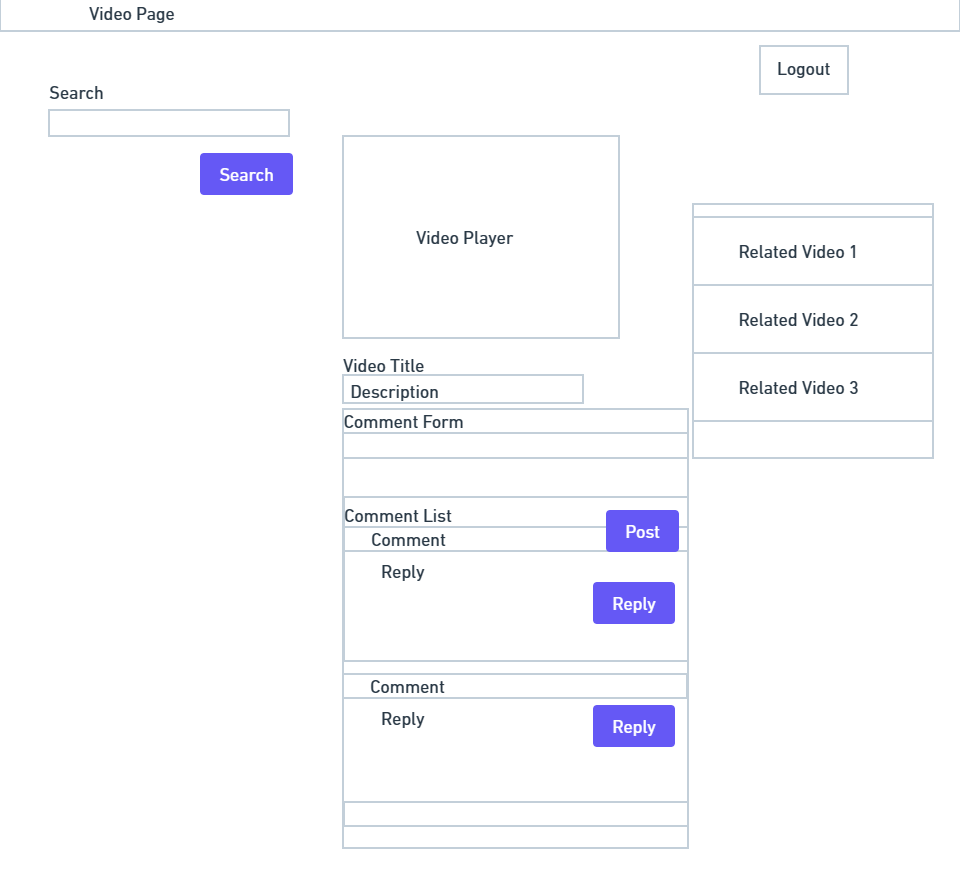 Video Page
Logout
Search
Search
Video Player
Related Video 1
Related Video 2
Related Video 3
Video Title
Description
Comment Form
Comment List
Post
Comment
Reply
Reply
Comment
Reply
Reply